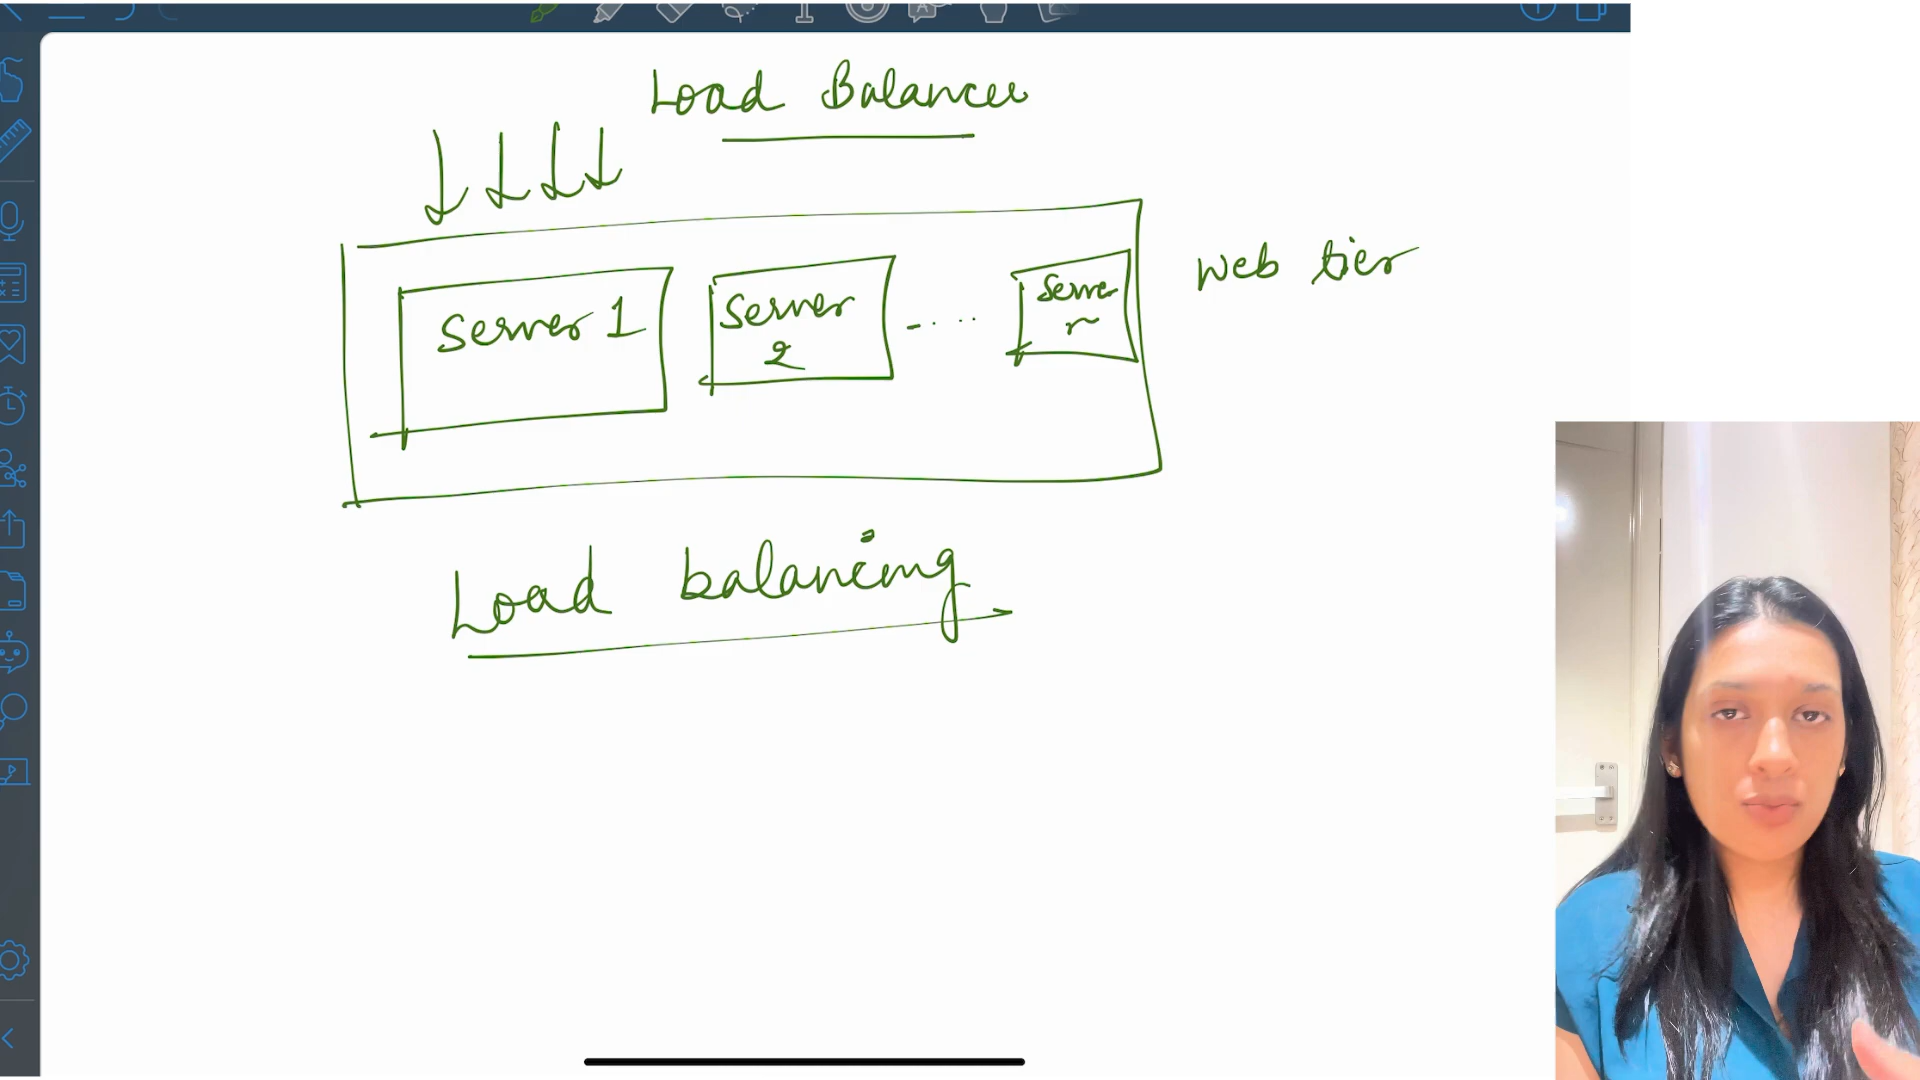 Load Balancer
Web tier
Server 1
Server
2
Server
n
Load balancing